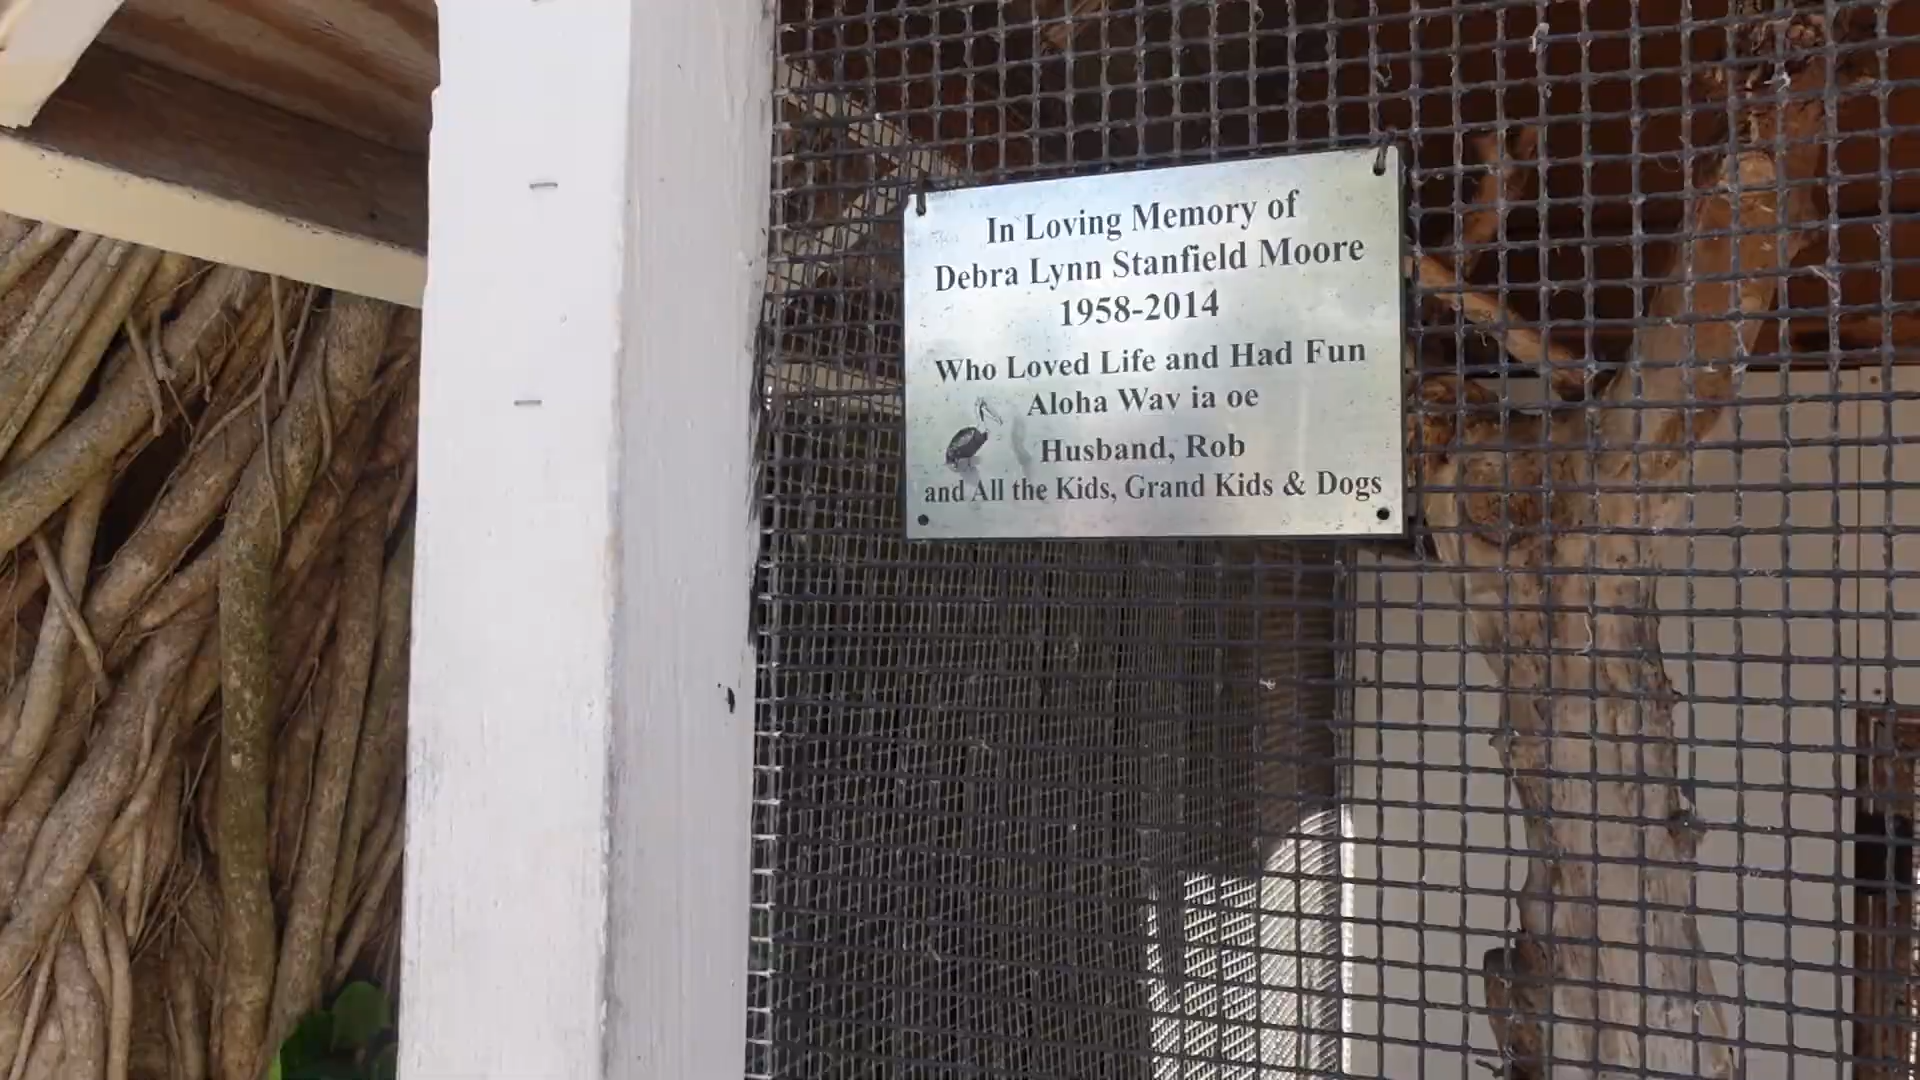 In Loving Memory of
Debra Lynn Stanfield Moore
1958-2014
Who Loved Life and Had Fun
Aloha Wav ia oe
Husband, Rob
and All the Kids, Grand Kids & Dogs